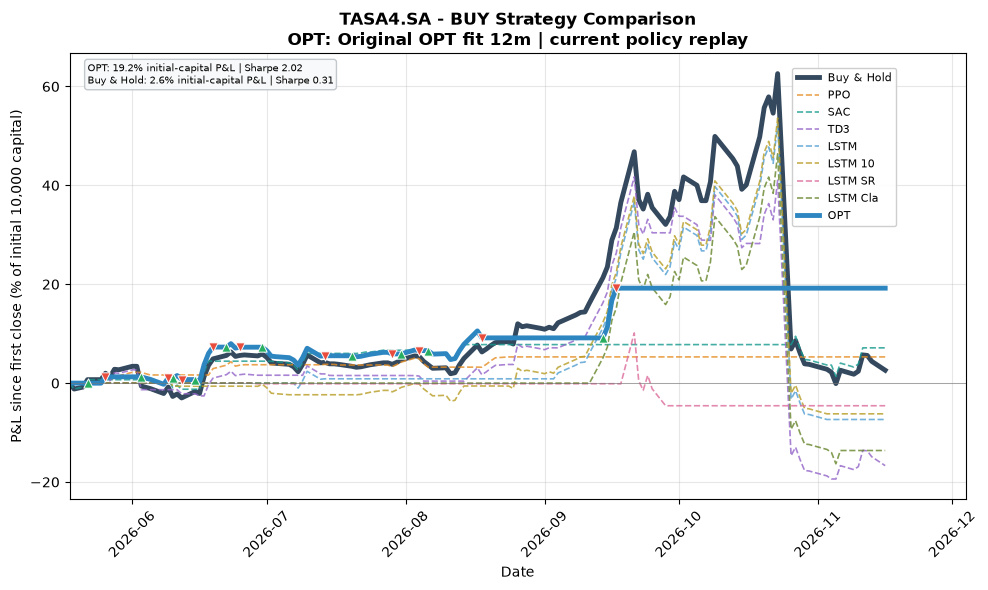 TASA4.SA - BUY Strategy Comparison
OPT: Original OPT fit 12m | current policy replay
OPT: 19.2% initial-capital P&L | Sharpe 2.02
Buy & Hold: 2.6% initial-capital P&L | Sharpe 0.31
Buy & Hold
PPO
SAC
TD3
LSTM
LSTM 10
LSTM SR
LSTM Cla
OPT
P&L since first close (% of initial 10,000 capital)
60
40
20
0
−20
2026-06
2026-07
2026-08
2026-09
2026-10
2026-11
2026-12
Date